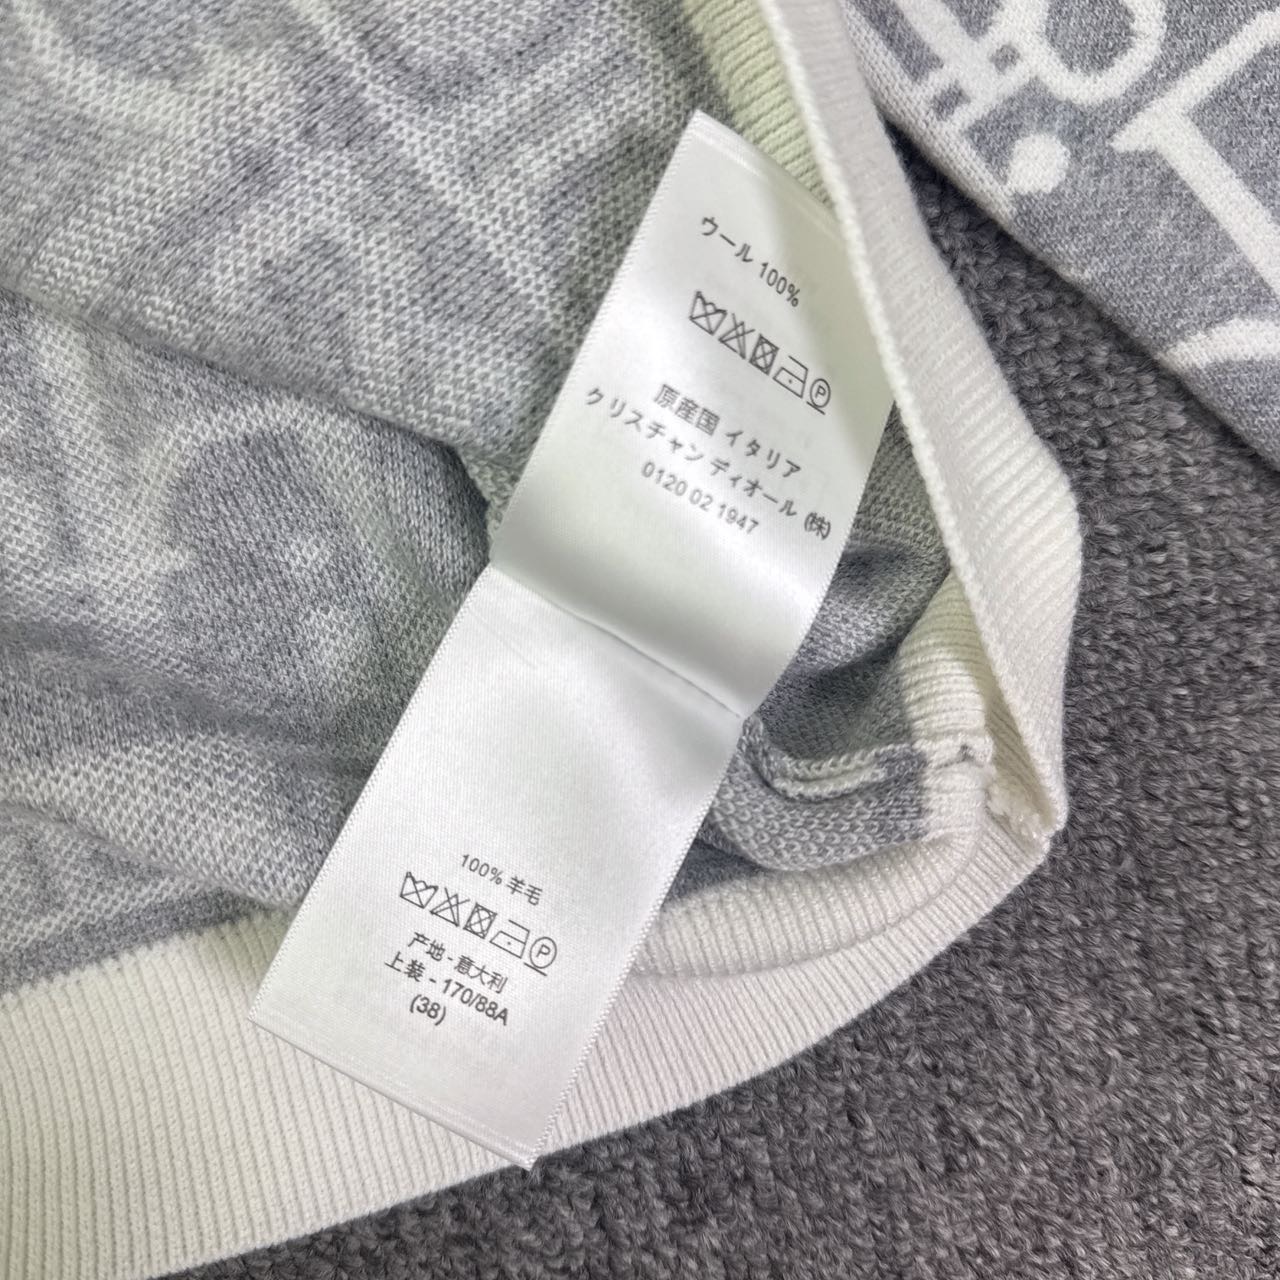 ウール 100%
原産国 イタリア
クリスチャン ディオール (株)
0120 02 1947
100% 羊毛
产地 - 意大利
上装 - 170/88A
(38)